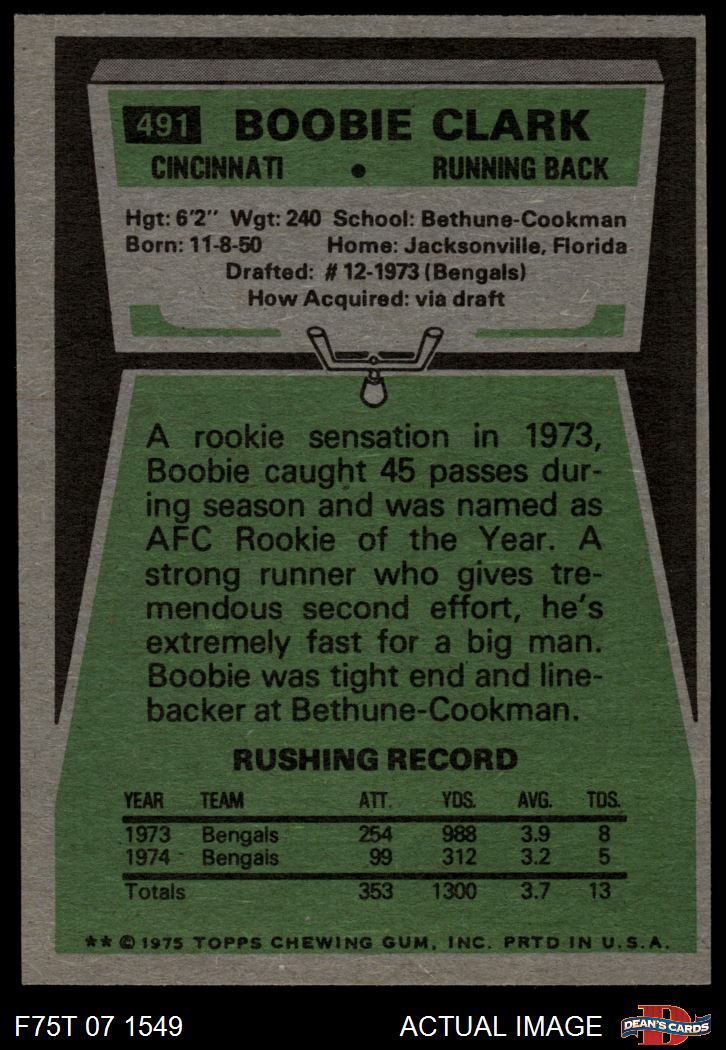 491 BOOBIE CLARK
CINCINNATI • RUNNING BACK
Hgt: 6'2" Wgt: 240 School: Bethune-Cookman
Born: 11-8-50 Home: Jacksonville, Florida
Drafted: # 12-1973 (Bengals)
How Acquired: via draft
A rookie sensation in 1973,
Boobie caught 45 passes dur-
ing season and was named as
AFC Rookie of the Year. A
strong runner who gives tre-
mendous second effort, he's
extremely fast for a big man.
Boobie was tight end and line-
backer at Bethune-Cookman.
RUSHING RECORD
YEAR TEAM ATT. YDS. AVG. TDS.
1973 Bengals 254 988 3.9 8
1974 Bengals 99 312 3.2 5
Totals 353 1300 3.7 13
** © 1975 TOPPS CHEWING GUM, INC. PRTD IN U.S.A.
F75T 07 1549 ACTUAL IMAGE DEAN'S CARDS